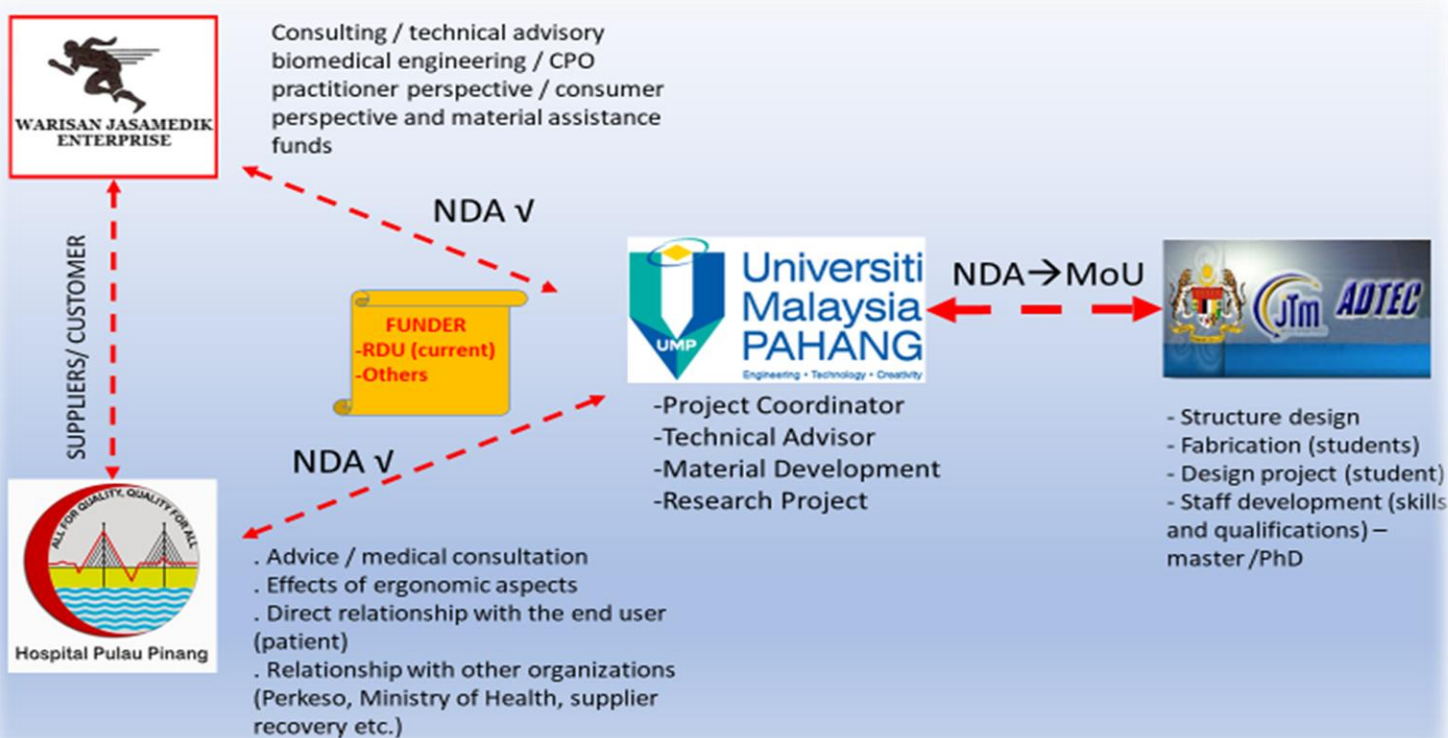 WARISAN JASAMEDIK
ENTERPRISE
Consulting / technical advisory
biomedical engineering / CPO
practitioner perspective / consumer
perspective and material assistance
funds
NDA √
SUPPLIERS/ CUSTOMER
FUNDER
-RDU (current)
-Others
NDA √
UMP
Universiti
Malaysia
PAHANG
Engineering • Technology • Creativity
-Project Coordinator
-Technical Advisor
-Material Development
-Research Project
NDA→MoU
JTm ADTEC
- Structure design
- Fabrication (students)
- Design project (student)
- Staff development (skills
and qualifications) –
master /PhD
ALL FOR QUALITY, QUALITY FOR ALL
Hospital Pulau Pinang
. Advice / medical consultation
. Effects of ergonomic aspects
. Direct relationship with the end user
(patient)
. Relationship with other organizations
(Perkeso, Ministry of Health, supplier
recovery etc.)